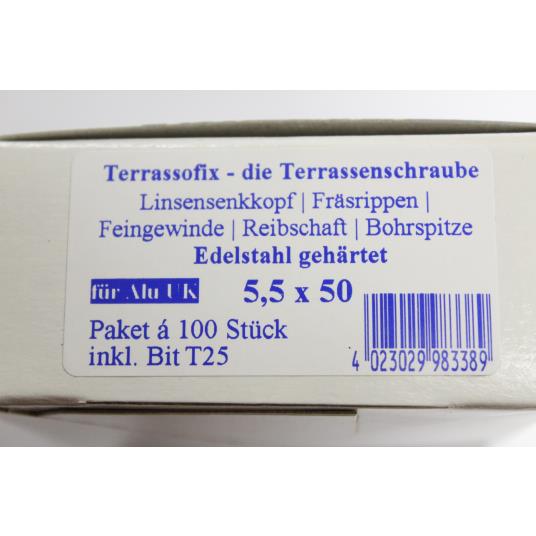 Terrassofix - die Terrassenschraube
Linsensenkkopf | Fräsrippen |
Feingewinde | Reibschaft | Bohrspitze
Edelstahl gehärtet
für Alu UK 5,5 x 50
Paket á 100 Stück
inkl. Bit T25
4 023029 983389